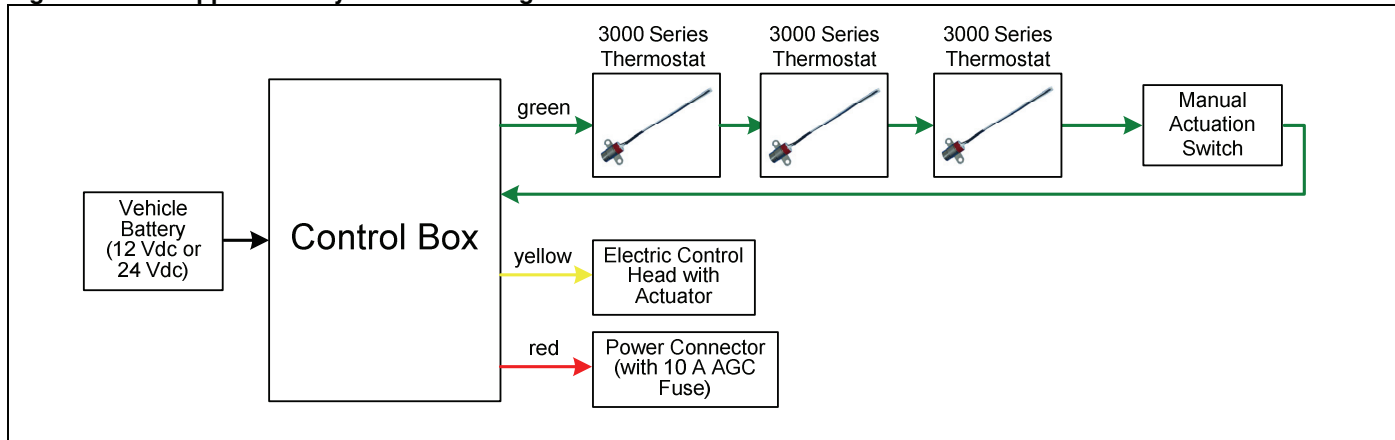 3000 Series
Thermostat
3000 Series
Thermostat
3000 Series
Thermostat
green
Manual
Actuation
Switch
Vehicle
Battery
(12 Vdc or
24 Vdc)
Control Box
yellow
Electric Control
Head with
Actuator
red
Power Connector
(with 10 A AGC
Fuse)